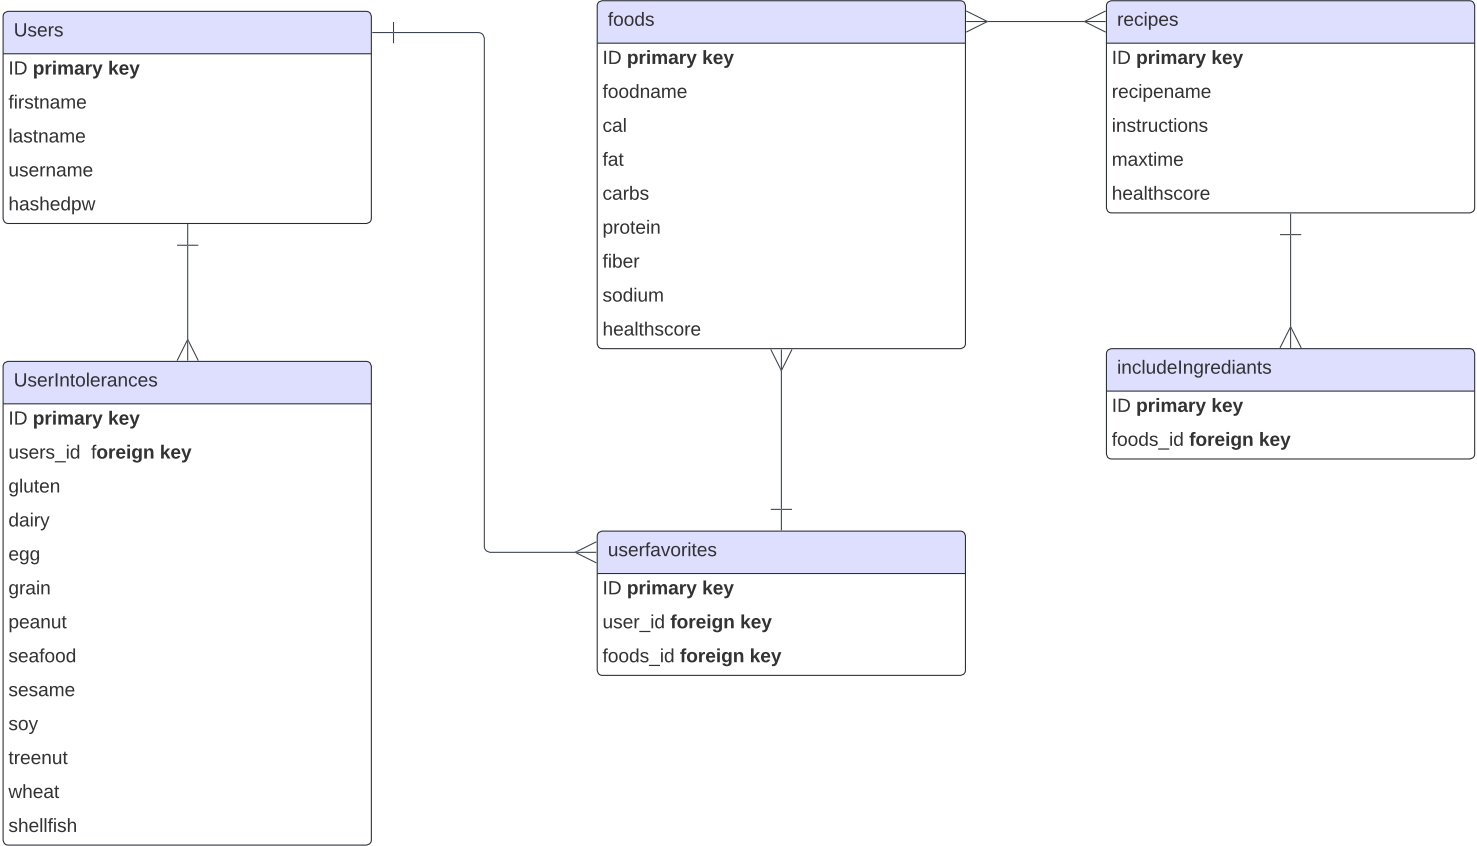 Users
ID primary key
firstname
lastname
username
hashedpw
UserIntolerances
ID primary key
users_id  foreign key
gluten
dairy
egg
grain
peanut
seafood
sesame
soy
treenut
wheat
shellfish
foods
ID primary key
foodname
cal
fat
carbs
protein
fiber
sodium
healthscore
userfavorites
ID primary key
user_id foreign key
foods_id foreign key
recipes
ID primary key
recipename
instructions
maxtime
healthscore
includeIngrediants
ID primary key
foods_id foreign key